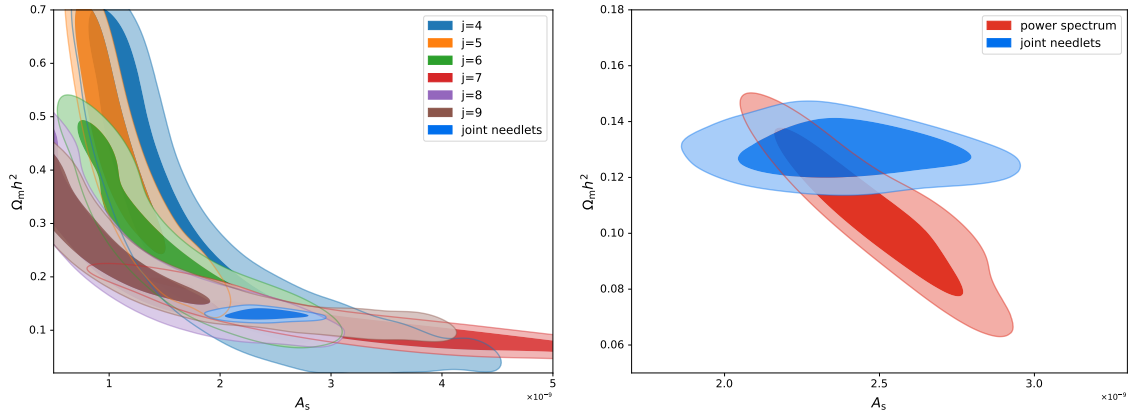 0.7
0.6
0.5
0.4
0.3
0.2
0.1
Ωₘh²
j=4
j=5
j=6
j=7
j=8
j=9
joint needlets
1
2
3
4
5
Aₛ
×10⁻⁹
0.18
0.16
0.14
0.12
0.10
0.08
0.06
Ωₘh²
power spectrum
joint needlets
2.0
2.5
3.0
Aₛ
×10⁻⁹